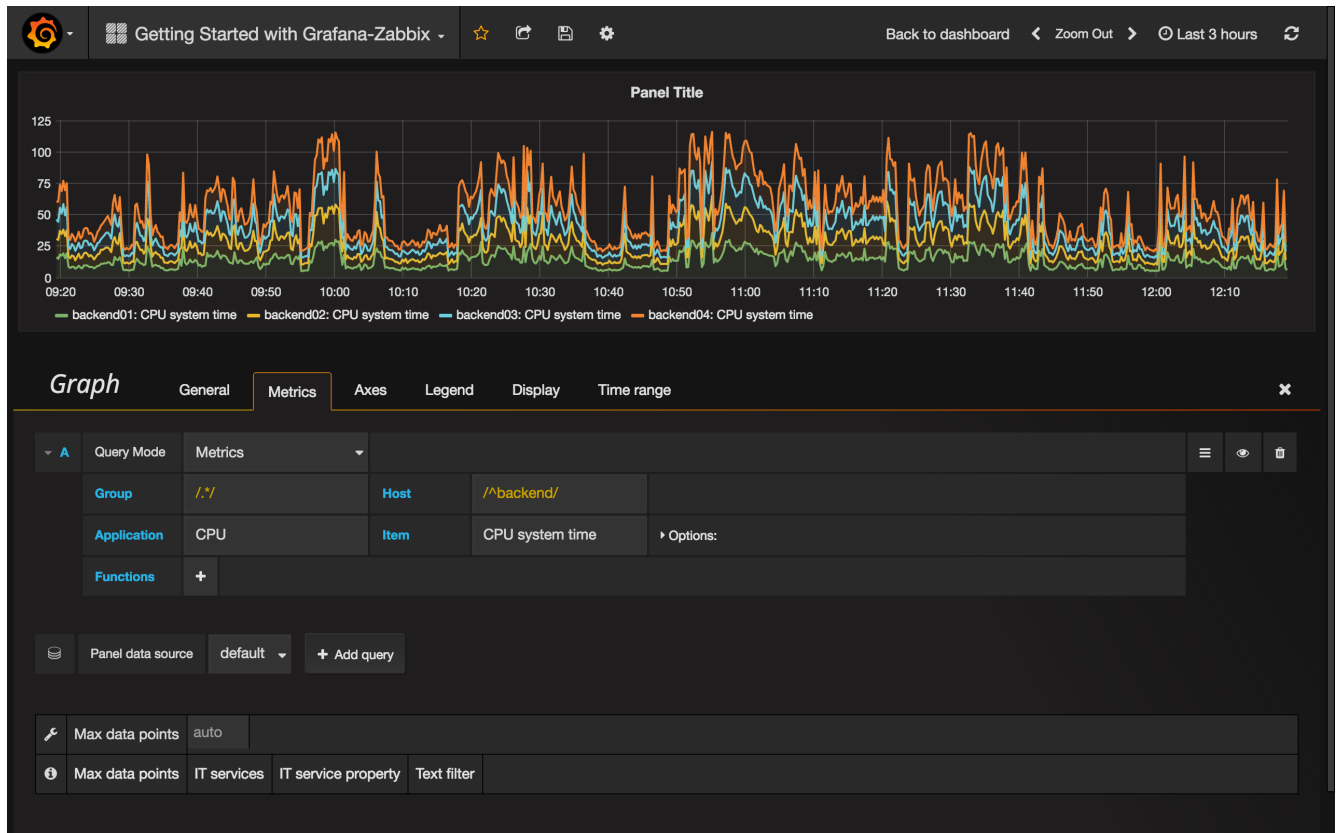 Getting Started with Grafana-Zabbix
Back to dashboard Zoom Out Last 3 hours
Panel Title
125
100
75
50
25
0
09:20 09:30 09:40 09:50 10:00 10:10 10:20 10:30 10:40 10:50 11:00 11:10 11:20 11:30 11:40 11:50 12:00 12:10
backend01: CPU system time backend02: CPU system time backend03: CPU system time backend04: CPU system time
Graph General Metrics Axes Legend Display Time range
A Query Mode Metrics
Group /.*/ Host /^backend/
Application CPU Item CPU system time Options:
Functions +
Panel data source default + Add query
Max data points auto
Max data points IT services IT service property Text filter